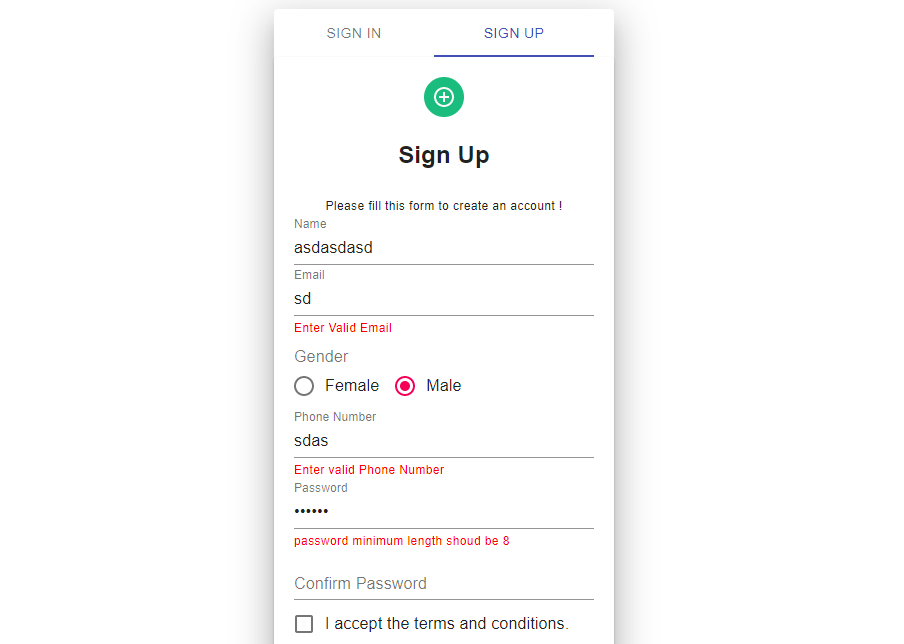 SIGN IN SIGN UP
Sign Up
Please fill this form to create an account !
Name
asdasdasd
Email
sd
Enter Valid Email
Gender
Female Male
Phone Number
sdas
Enter valid Phone Number
Password
••••••
password minimum length shoud be 8
Confirm Password
I accept the terms and conditions.